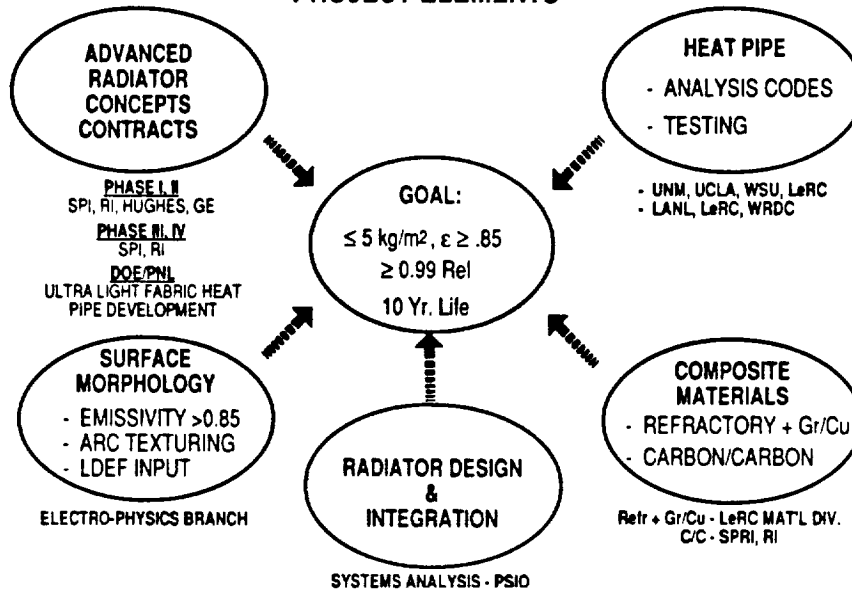 PROJECT ELEMENTS
ADVANCED
RADIATOR
CONCEPTS
CONTRACTS
PHASE I, II
SPI, RI, HUGHES, GE
PHASE III, IV
SPI, RI
DOE/PNL
ULTRA LIGHT FABRIC HEAT
PIPE DEVELOPMENT
HEAT PIPE
- ANALYSIS CODES
- TESTING
- UNM, UCLA, WSU, LeRC
- LANL, LeRC, WRDC
GOAL:
≤ 5 kg/m², ε ≥ .85
≥ 0.99 Rel
10 Yr. Life
SURFACE
MORPHOLOGY
- EMISSIVITY >0.85
- ARC TEXTURING
- LDEF INPUT
ELECTRO-PHYSICS BRANCH
RADIATOR DESIGN
&
INTEGRATION
SYSTEMS ANALYSIS - PSIO
COMPOSITE
MATERIALS
- REFRACTORY + Gr/Cu
- CARBON/CARBON
Refr + Gr/Cu - LeRC MAT'L DIV.
C/C - SPRI, RI